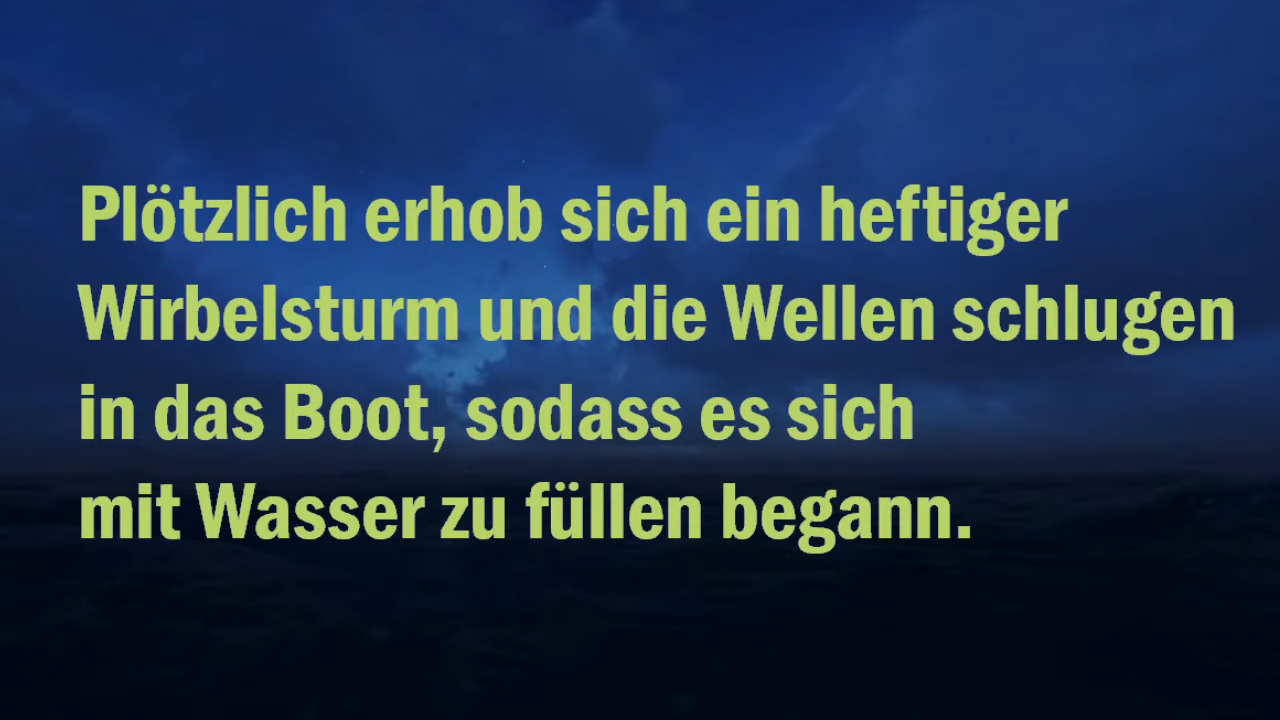 Plötzlich erhob sich ein heftiger
Wirbelsturm und die Wellen schlugen
in das Boot, sodass es sich
mit Wasser zu füllen begann.